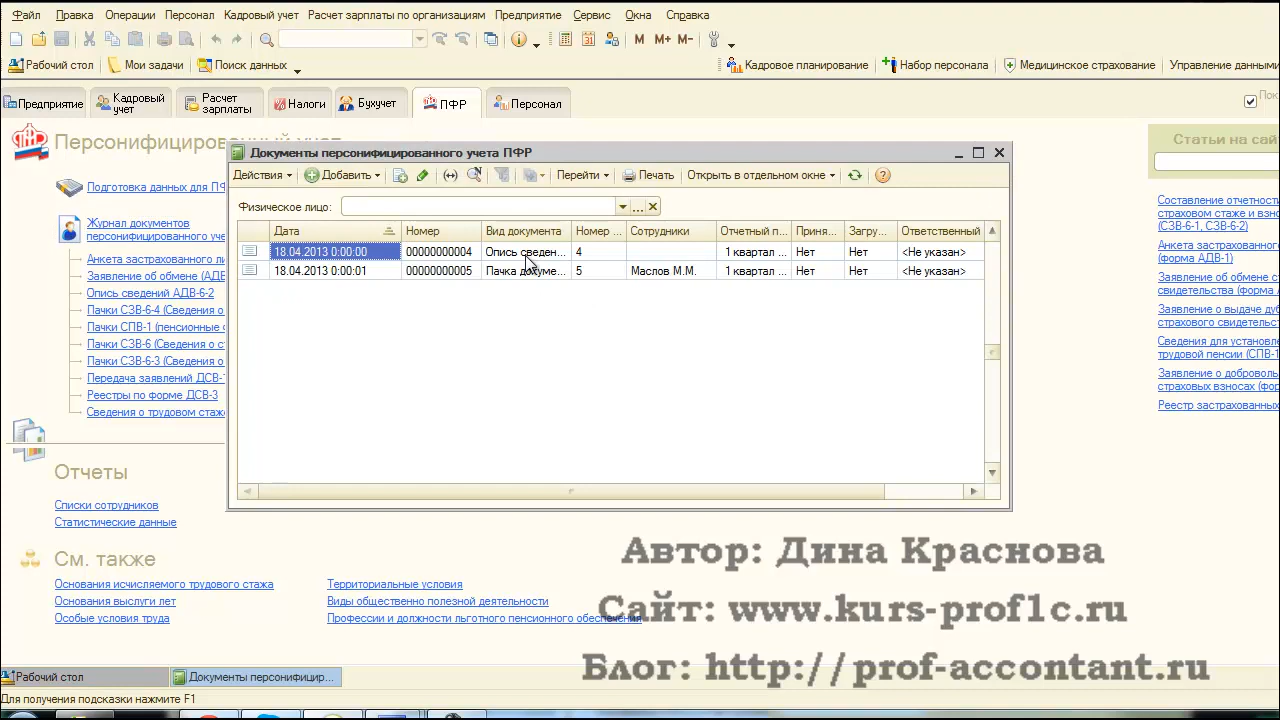 Файл Правка Операции Персонал Кадровый учет Расчет зарплаты по организациям Предприятие Сервис Окна Справка
M M+ M-
Рабочий стол Мои задачи Поиск данных Кадровое планирование Набор персонала Медицинское страхование Управление данными
Предприятие Кадровый учет Расчет зарплаты Налоги Бухучет ПФР Персонал
Персонифицированный учет
Статьи на сай
Документы персонифицированного учета ПФР
Действия Добавить Перейти Печать Открыть в отдельном окне
Физическое лицо:
Дата Номер Вид документа Номер ... Сотрудники Отчетный п... Приня... Загру... Ответственный
18.04.2013 0:00:00 00000000004 Опись сведен... 4 1 квартал ... Нет Нет <Не указан>
18.04.2013 0:00:01 00000000005 Пачка докуме... 5 Маслов М.М. 1 квартал ... Нет Нет <Не указан>
Подготовка данных для ПФ
Журнал документов
персонифицированного уче
Анкета застрахованного ли
Заявление об обмене (АД
Опись сведений АДВ-6-2
Пачки СЗВ-6-4 (Сведения о
Пачки СПВ-1 (пенсионные
Пачки СЗВ-6 (Сведения о с
Пачки СЗВ-6-3 (Сведения о
Передача заявлений ДСВ-
Реестры по форме ДСВ-3
Сведения о трудовом стаже
Составление отчетност
страховом стаже и взно
(СЗВ-6-1, СЗВ-6-2)
Анкета застрахованного
(форма АДВ-1)
Заявление об обмене ст
свидетельства (форма А
Заявление о выдаче дуб
страхового свидетельст
Сведения для установле
трудовой пенсии (СПВ-1
Заявление о доброволь
страховых взносах (фор
Реестр застрахованных
Отчеты
Списки сотрудников
Статистические данные
См. также
Основания исчисляемого трудового стажа
Основания выслуги лет
Особые условия труда
Территориальные условия
Виды общественно полезной деятельности
Профессии и должности льготного пенсионного обеспечения
Автор: Дина Краснова
Сайт: www.kurs-prof1c.ru
Блог: http://prof-accontant.ru
Рабочий стол Документы персонифицир...
Для получения подсказки нажмите F1